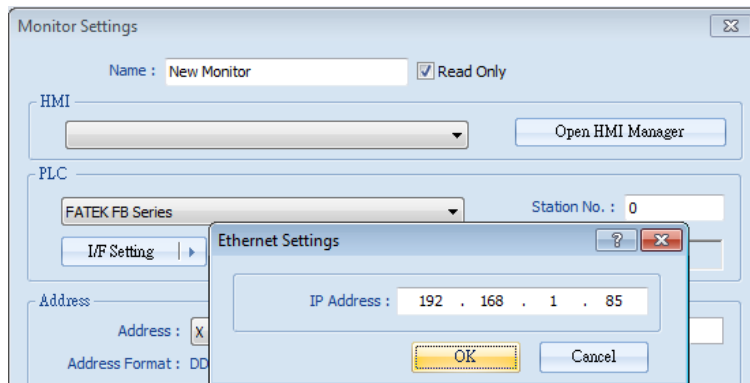 Monitor Settings
Name : New Monitor Read Only
HMI
Open HMI Manager
PLC
FATEK FB Series Station No. : 0
I/F Setting
Ethernet Settings
IP Address : 192 . 168 . 1 . 85
Address
Address : X
Address Format : DD
OK Cancel